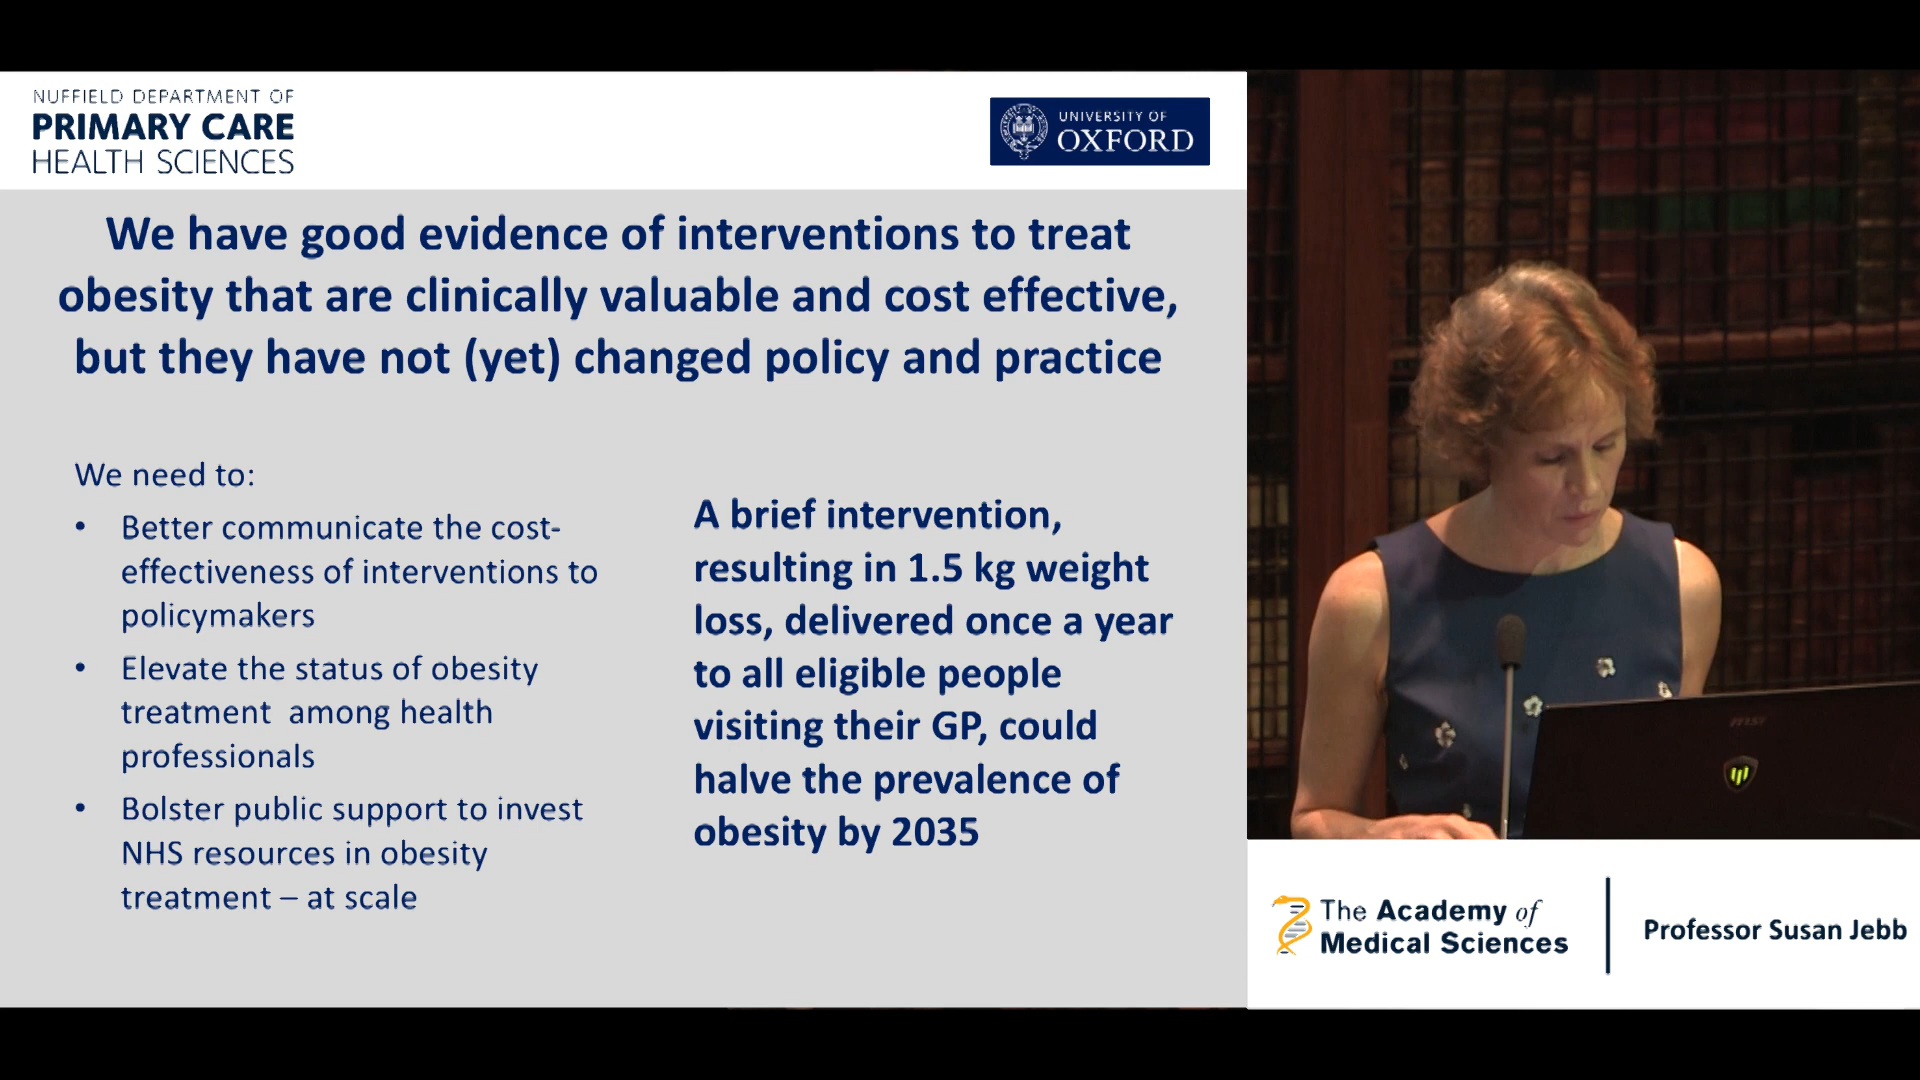 NUFFIELD DEPARTMENT OF
PRIMARY CARE
HEALTH SCIENCES
UNIVERSITY OF
OXFORD
We have good evidence of interventions to treat
obesity that are clinically valuable and cost effective,
but they have not (yet) changed policy and practice
We need to:
• Better communicate the cost-
effectiveness of interventions to
policymakers
• Elevate the status of obesity
treatment among health
professionals
• Bolster public support to invest
NHS resources in obesity
treatment – at scale
A brief intervention,
resulting in 1.5 kg weight
loss, delivered once a year
to all eligible people
visiting their GP, could
halve the prevalence of
obesity by 2035
msi
The Academy of
Medical Sciences
Professor Susan Jebb